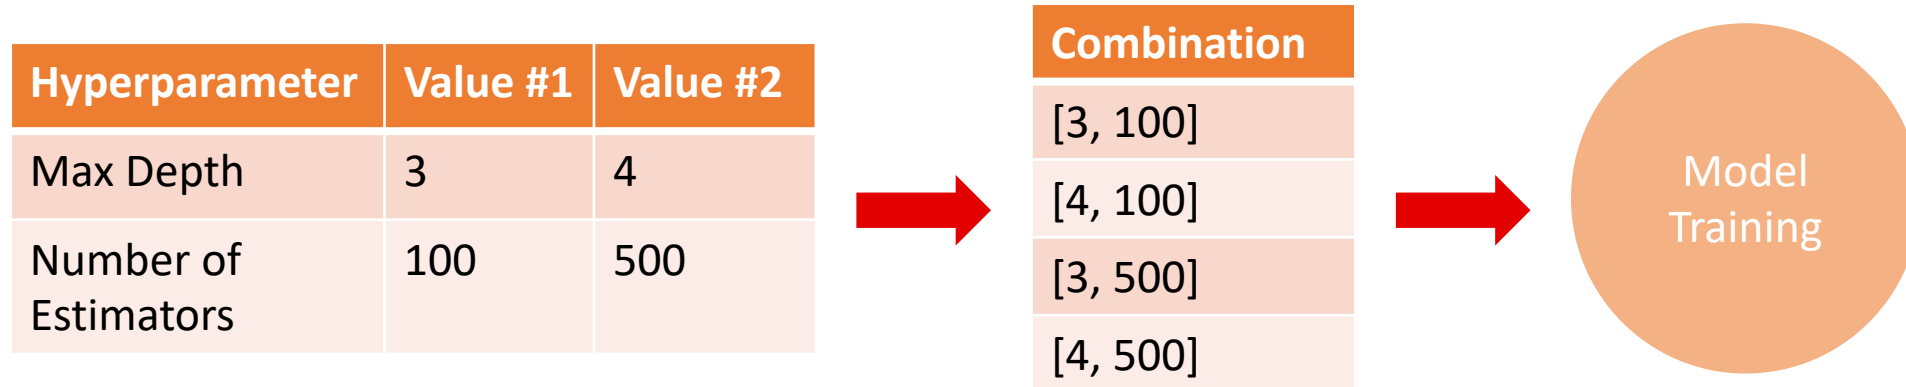 Hyperparameter Value #1 Value #2
Max Depth 3 4
Number of 100 500
Estimators
Combination
[3, 100]
[4, 100]
[3, 500]
[4, 500]
Model
Training